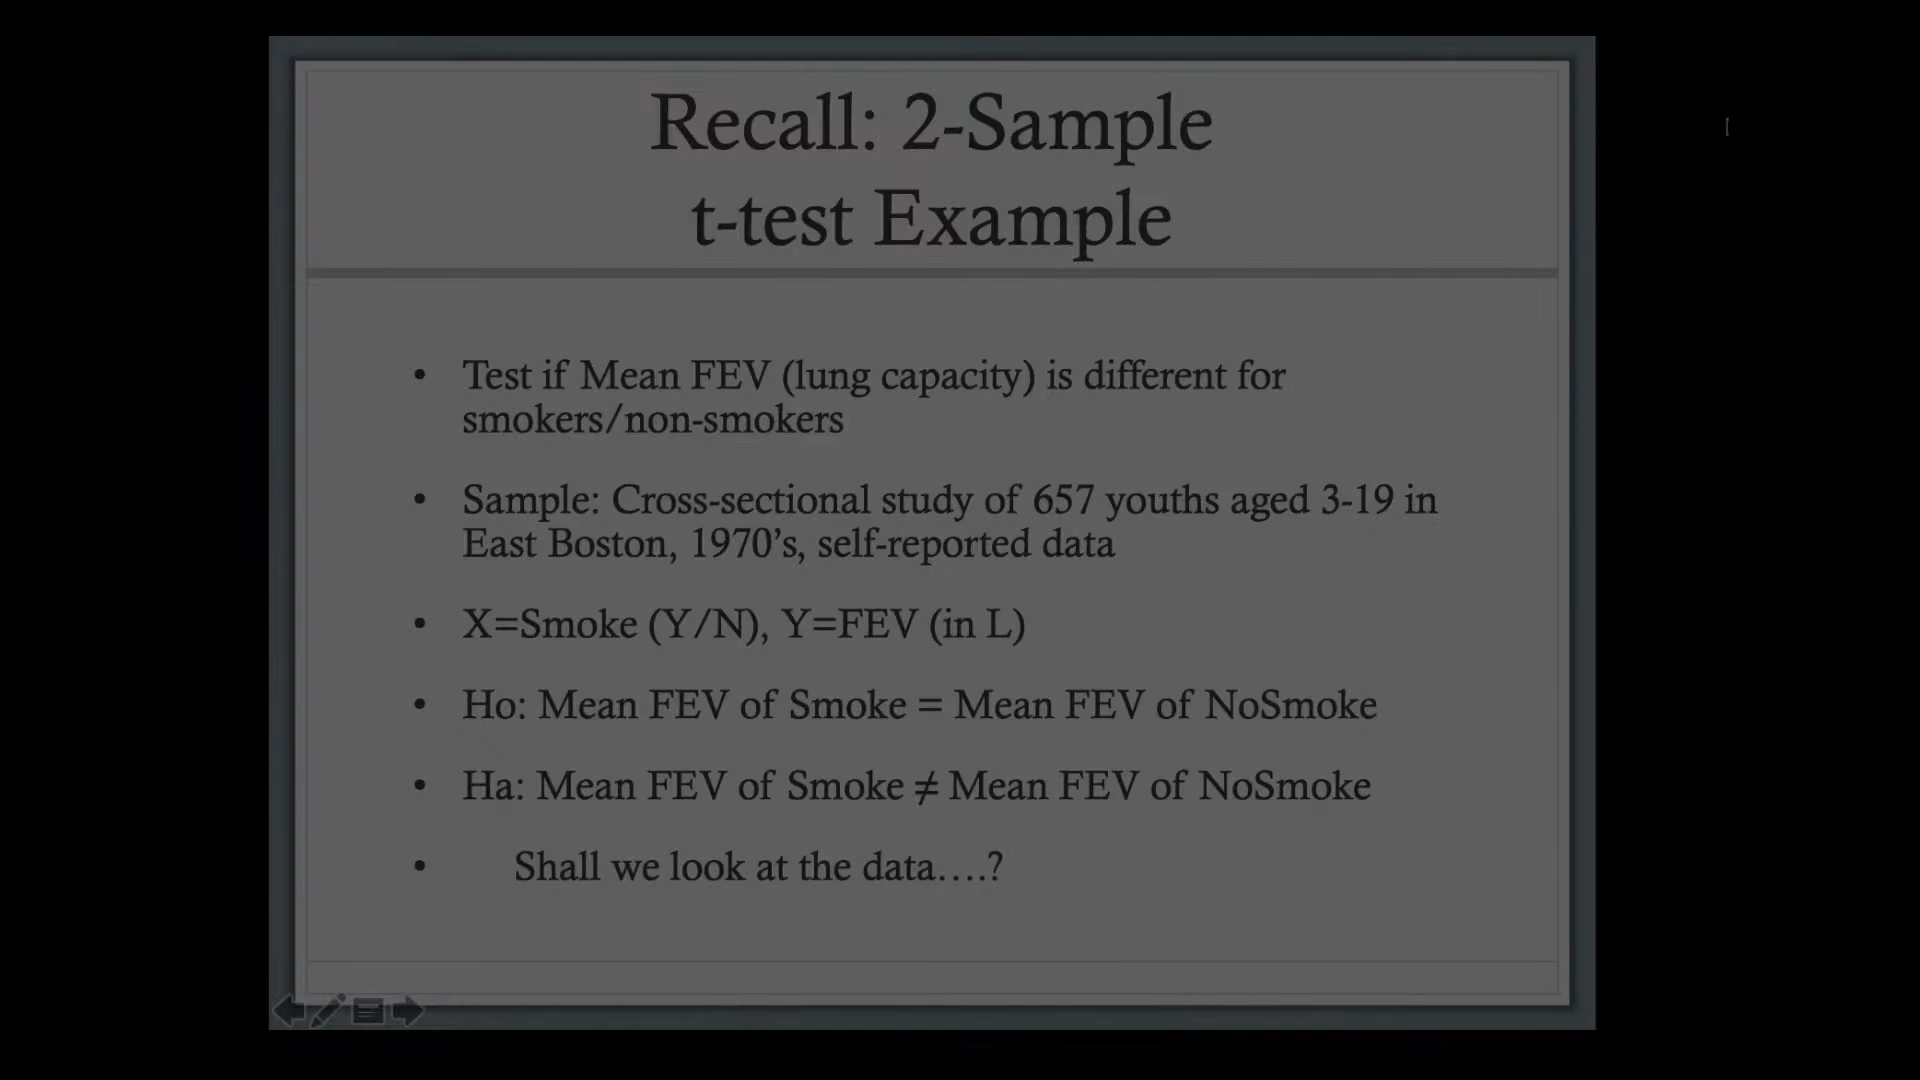 Recall: 2-Sample
t-test Example
• Test if Mean FEV (lung capacity) is different for
smokers/non-smokers
• Sample: Cross-sectional study of 657 youths aged 3-19 in
East Boston, 1970’s, self-reported data
• X=Smoke (Y/N), Y=FEV (in L)
• Ho: Mean FEV of Smoke = Mean FEV of NoSmoke
• Ha: Mean FEV of Smoke ≠ Mean FEV of NoSmoke
• Shall we look at the data….?